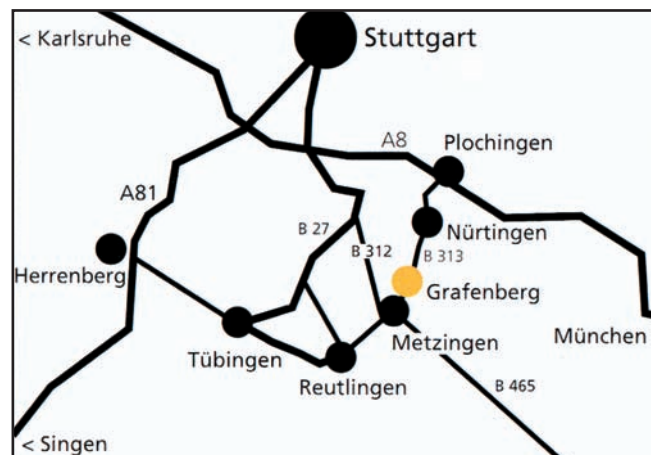 Stuttgart
< Karlsruhe
A8
Plochingen
A81
B 27
Nürtingen
B 312
B 313
Herrenberg
Grafenberg
Metzingen
München
Tübingen
Reutlingen
B 465
< Singen